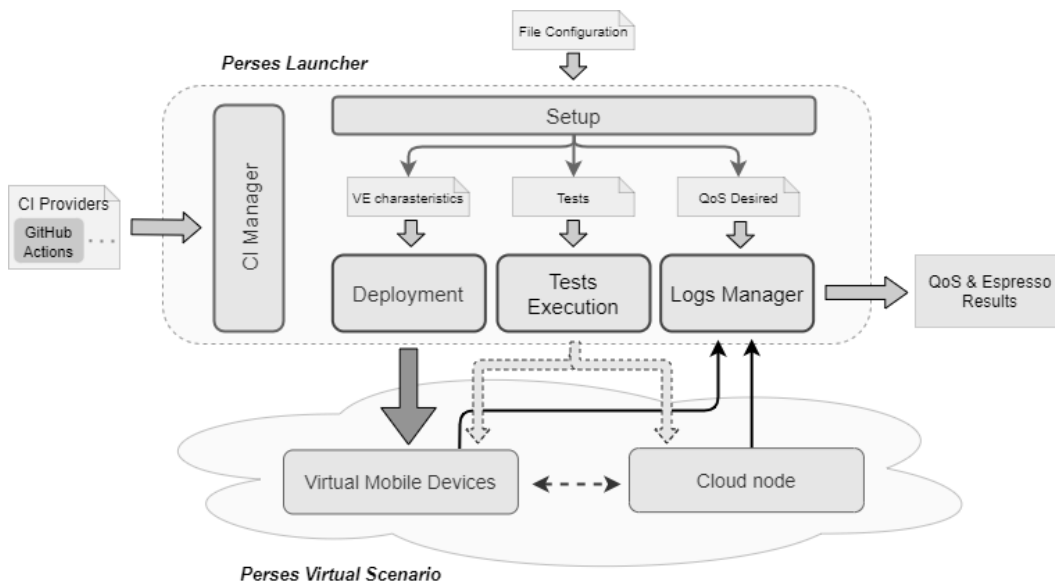 File Configuration
Perses Launcher
Setup
CI Manager
VE charasteristics
Tests
QoS Desired
CI Providers
GitHub
Actions
...
Deployment
Tests
Execution
Logs Manager
QoS & Espresso
Results
Virtual Mobile Devices
Cloud node
Perses Virtual Scenario